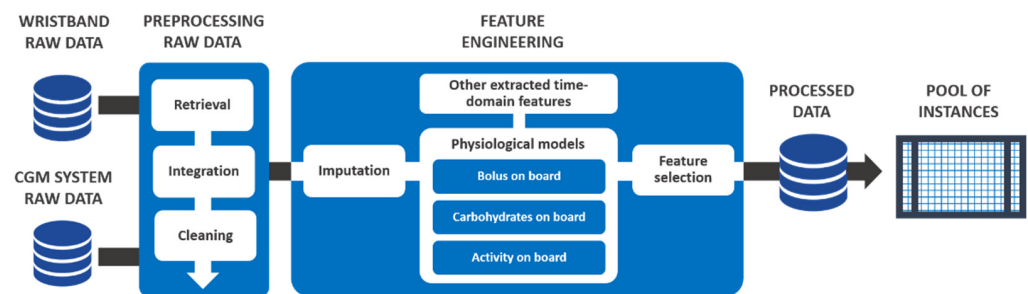 WRISTBAND
RAW DATA
PREPROCESSING
RAW DATA
FEATURE
ENGINEERING
Retrieval
Integration
Cleaning
CGM SYSTEM
RAW DATA
Imputation
Other extracted time-
domain features
Physiological models
Bolus on board
Carbohydrates on board
Activity on board
Feature
selection
PROCESSED
DATA
POOL OF
INSTANCES